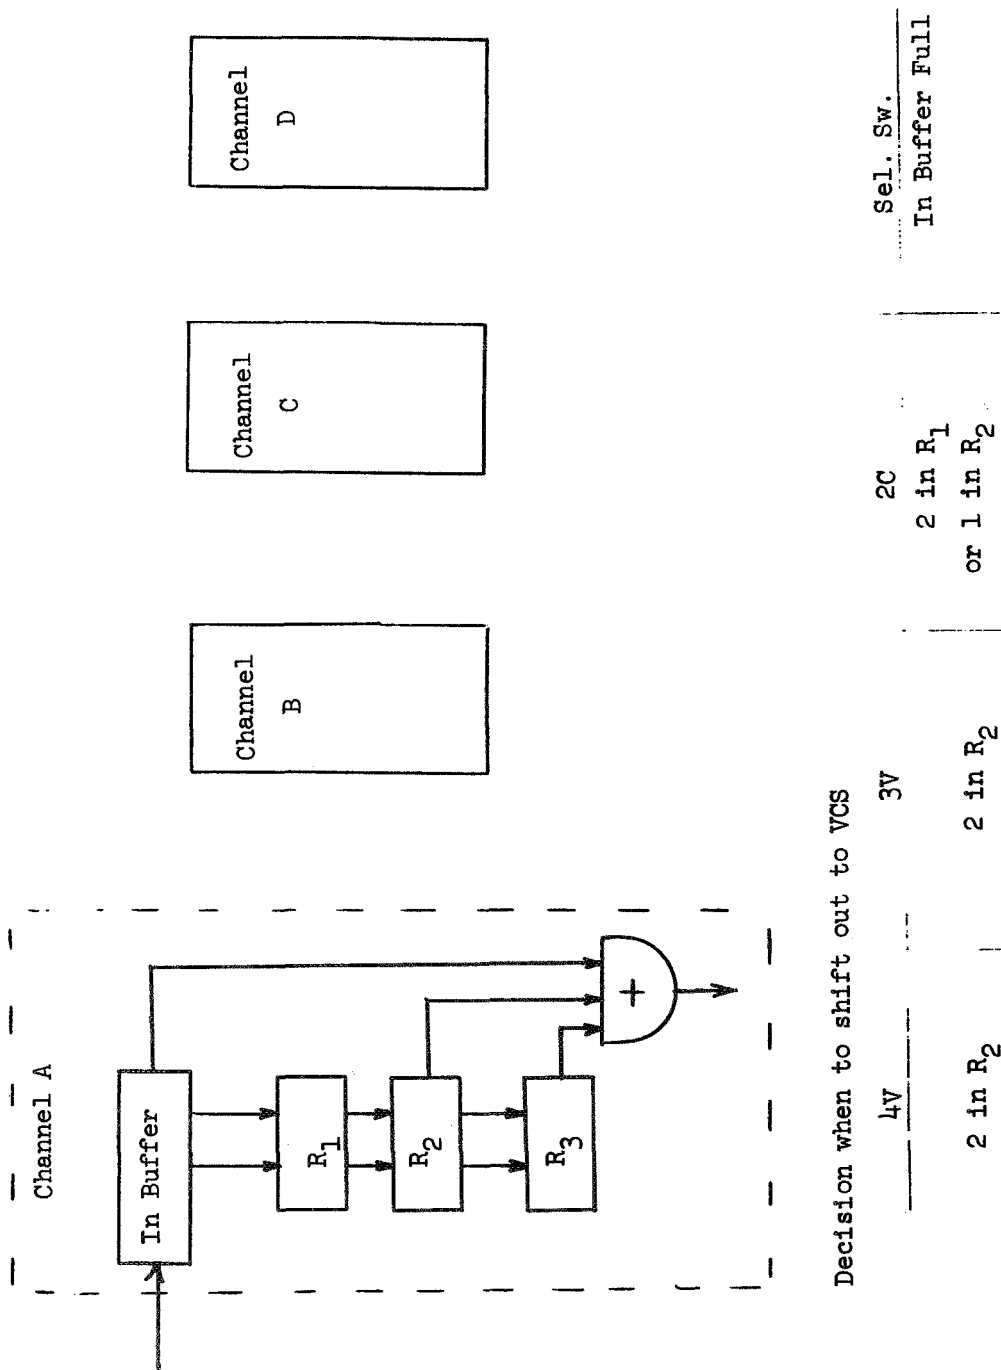 Channel A
In Buffer
R1
R2
R3
+
Channel
B
Channel
C
Channel
D
Decision when to shift out to VCS
4V 3V 2C Sel. Sw.
2 in R2 2 in R2 2 in R1 In Buffer Full
or 1 in R2